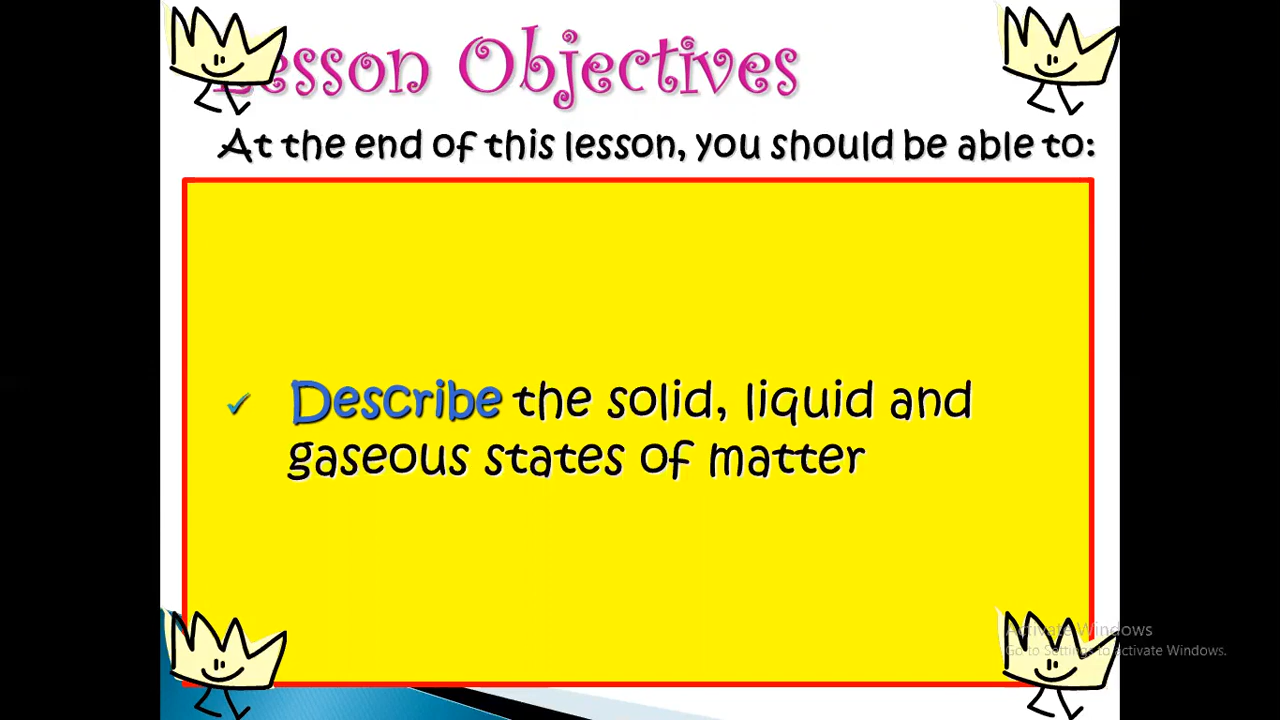 Lesson Objectives
At the end of this lesson, you should be able to:
✓ Describe the solid, liquid and
gaseous states of matter
Activate Windows
Go to Settings to activate Windows.